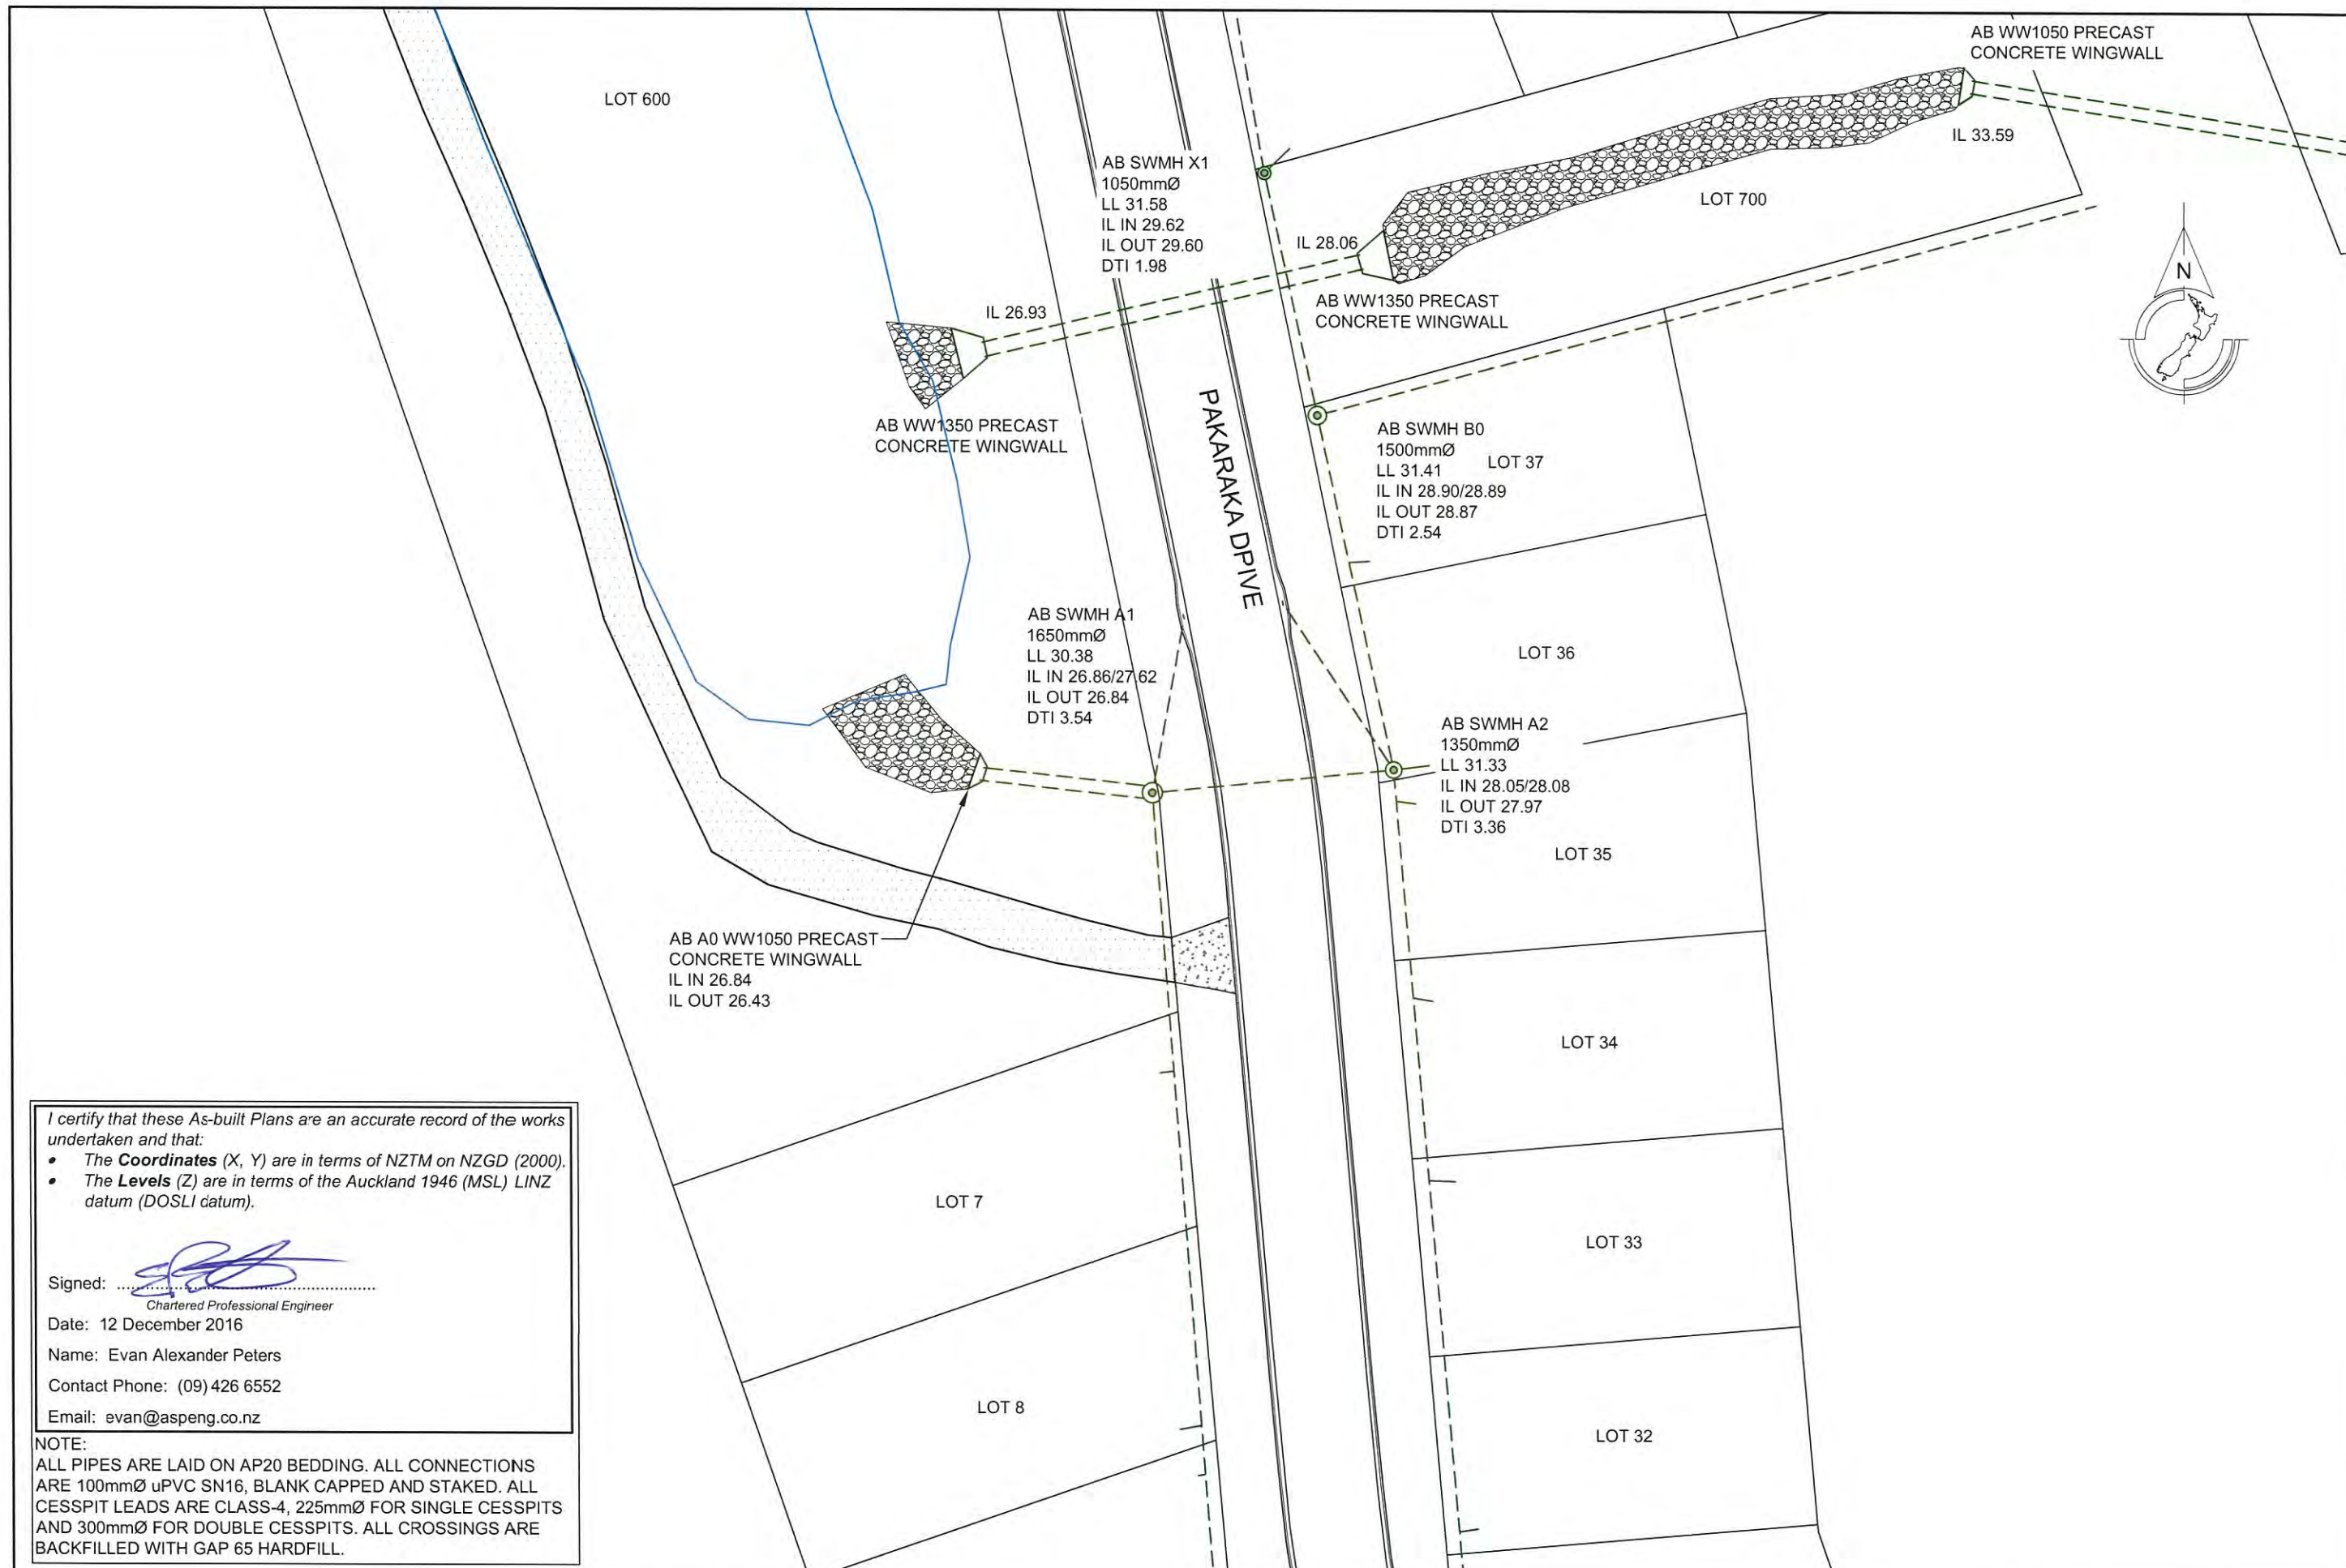 AB WW1050 PRECAST
CONCRETE WINGWALL
LOT 600
IL 33.59
AB SWMH X1
1050mmØ
LL 31.58
IL IN 29.62
IL OUT 29.60
DTI 1.98
LOT 700
IL 28.06
N
AB WW1350 PRECAST
CONCRETE WINGWALL
IL 26.93
AB WW1350 PRECAST
CONCRETE WINGWALL
PAKARAKA DPIVE
AB SWMH B0
1500mmØ
LL 31.41
IL IN 28.90/28.89
IL OUT 28.87
DTI 2.54
LOT 37
AB SWMH A1
1650mmØ
LL 30.38
IL IN 26.86/27.62
IL OUT 26.84
DTI 3.54
LOT 36
AB SWMH A2
1350mmØ
LL 31.33
IL IN 28.05/28.08
IL OUT 27.97
DTI 3.36
LOT 35
AB A0 WW1050 PRECAST
CONCRETE WINGWALL
IL IN 26.84
IL OUT 26.43
LOT 34
LOT 7
LOT 33
LOT 8
LOT 32
I certify that these As-built Plans are an accurate record of the works
undertaken and that:
• The Coordinates (X, Y) are in terms of NZTM on NZGD (2000).
• The Levels (Z) are in terms of the Auckland 1946 (MSL) LINZ
datum (DOSLI datum).
Signed:
Chartered Professional Engineer
Date: 12 December 2016
Name: Evan Alexander Peters
Contact Phone: (09) 426 6552
Email: evan@aspeng.co.nz
NOTE:
ALL PIPES ARE LAID ON AP20 BEDDING. ALL CONNECTIONS
ARE 100mmØ uPVC SN16, BLANK CAPPED AND STAKED. ALL
CESSPIT LEADS ARE CLASS-4, 225mmØ FOR SINGLE CESSPITS
AND 300mmØ FOR DOUBLE CESSPITS. ALL CROSSINGS ARE
BACKFILLED WITH GAP 65 HARDFILL.